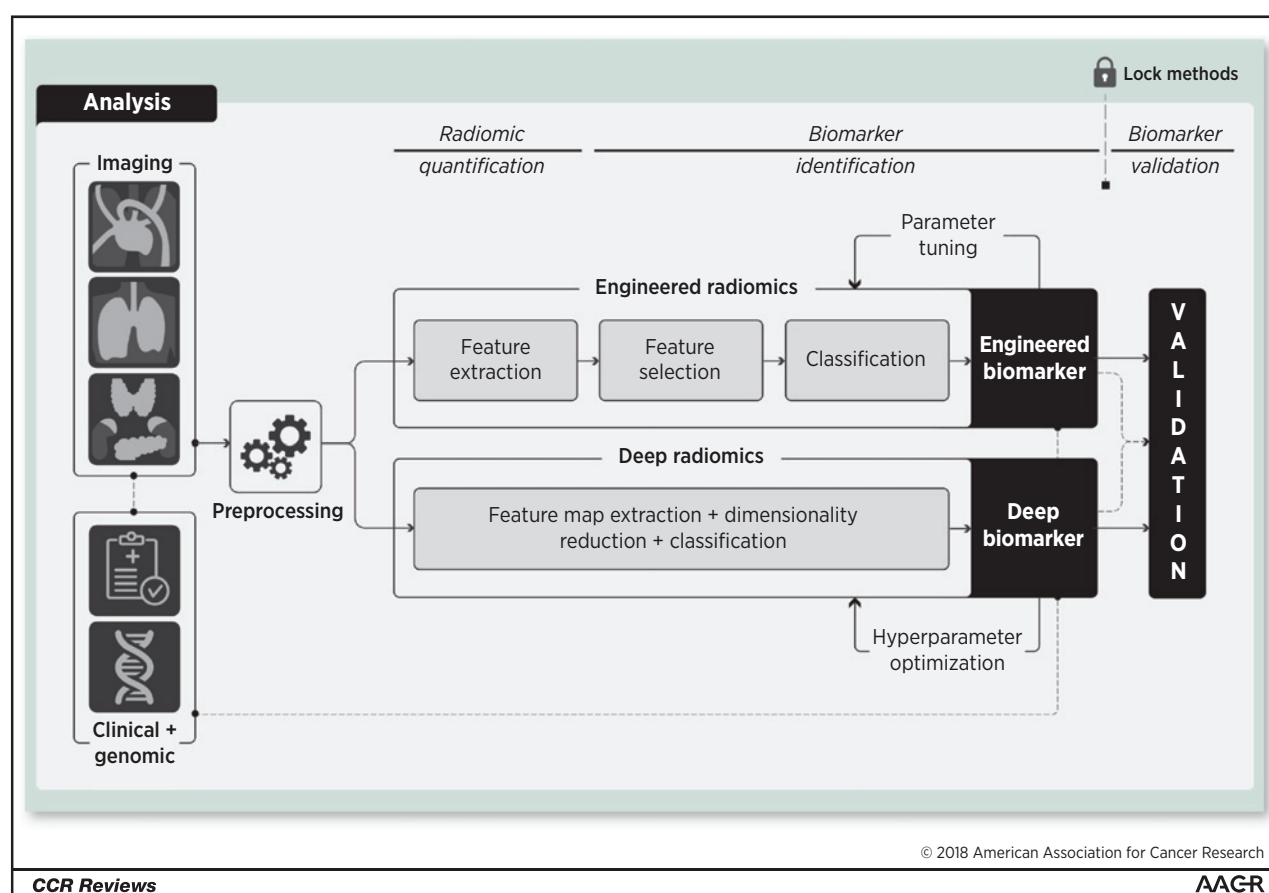 Lock methods
Analysis
Radiomic
quantification
Biomarker
identification
Biomarker
validation
Imaging
Parameter
tuning
Engineered radiomics
Feature
extraction
Feature
selection
Classification
Engineered
biomarker
VALIDATION
Preprocessing
Deep radiomics
Feature map extraction + dimensionality
reduction + classification
Deep
biomarker
Hyperparameter
optimization
Clinical +
genomic
© 2018 American Association for Cancer Research
CCR Reviews
AACR